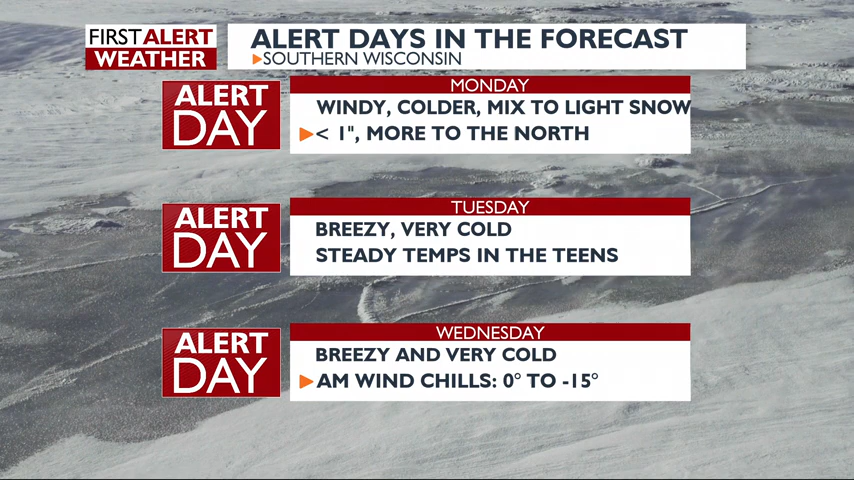 FIRST ALERT
WEATHER
ALERT DAYS IN THE FORECAST
SOUTHERN WISCONSIN
ALERT
DAY
MONDAY
WINDY, COLDER, MIX TO LIGHT SNOW
< 1", MORE TO THE NORTH
ALERT
DAY
TUESDAY
BREEZY, VERY COLD
STEADY TEMPS IN THE TEENS
ALERT
DAY
WEDNESDAY
BREEZY AND VERY COLD
AM WIND CHILLS: 0° TO -15°